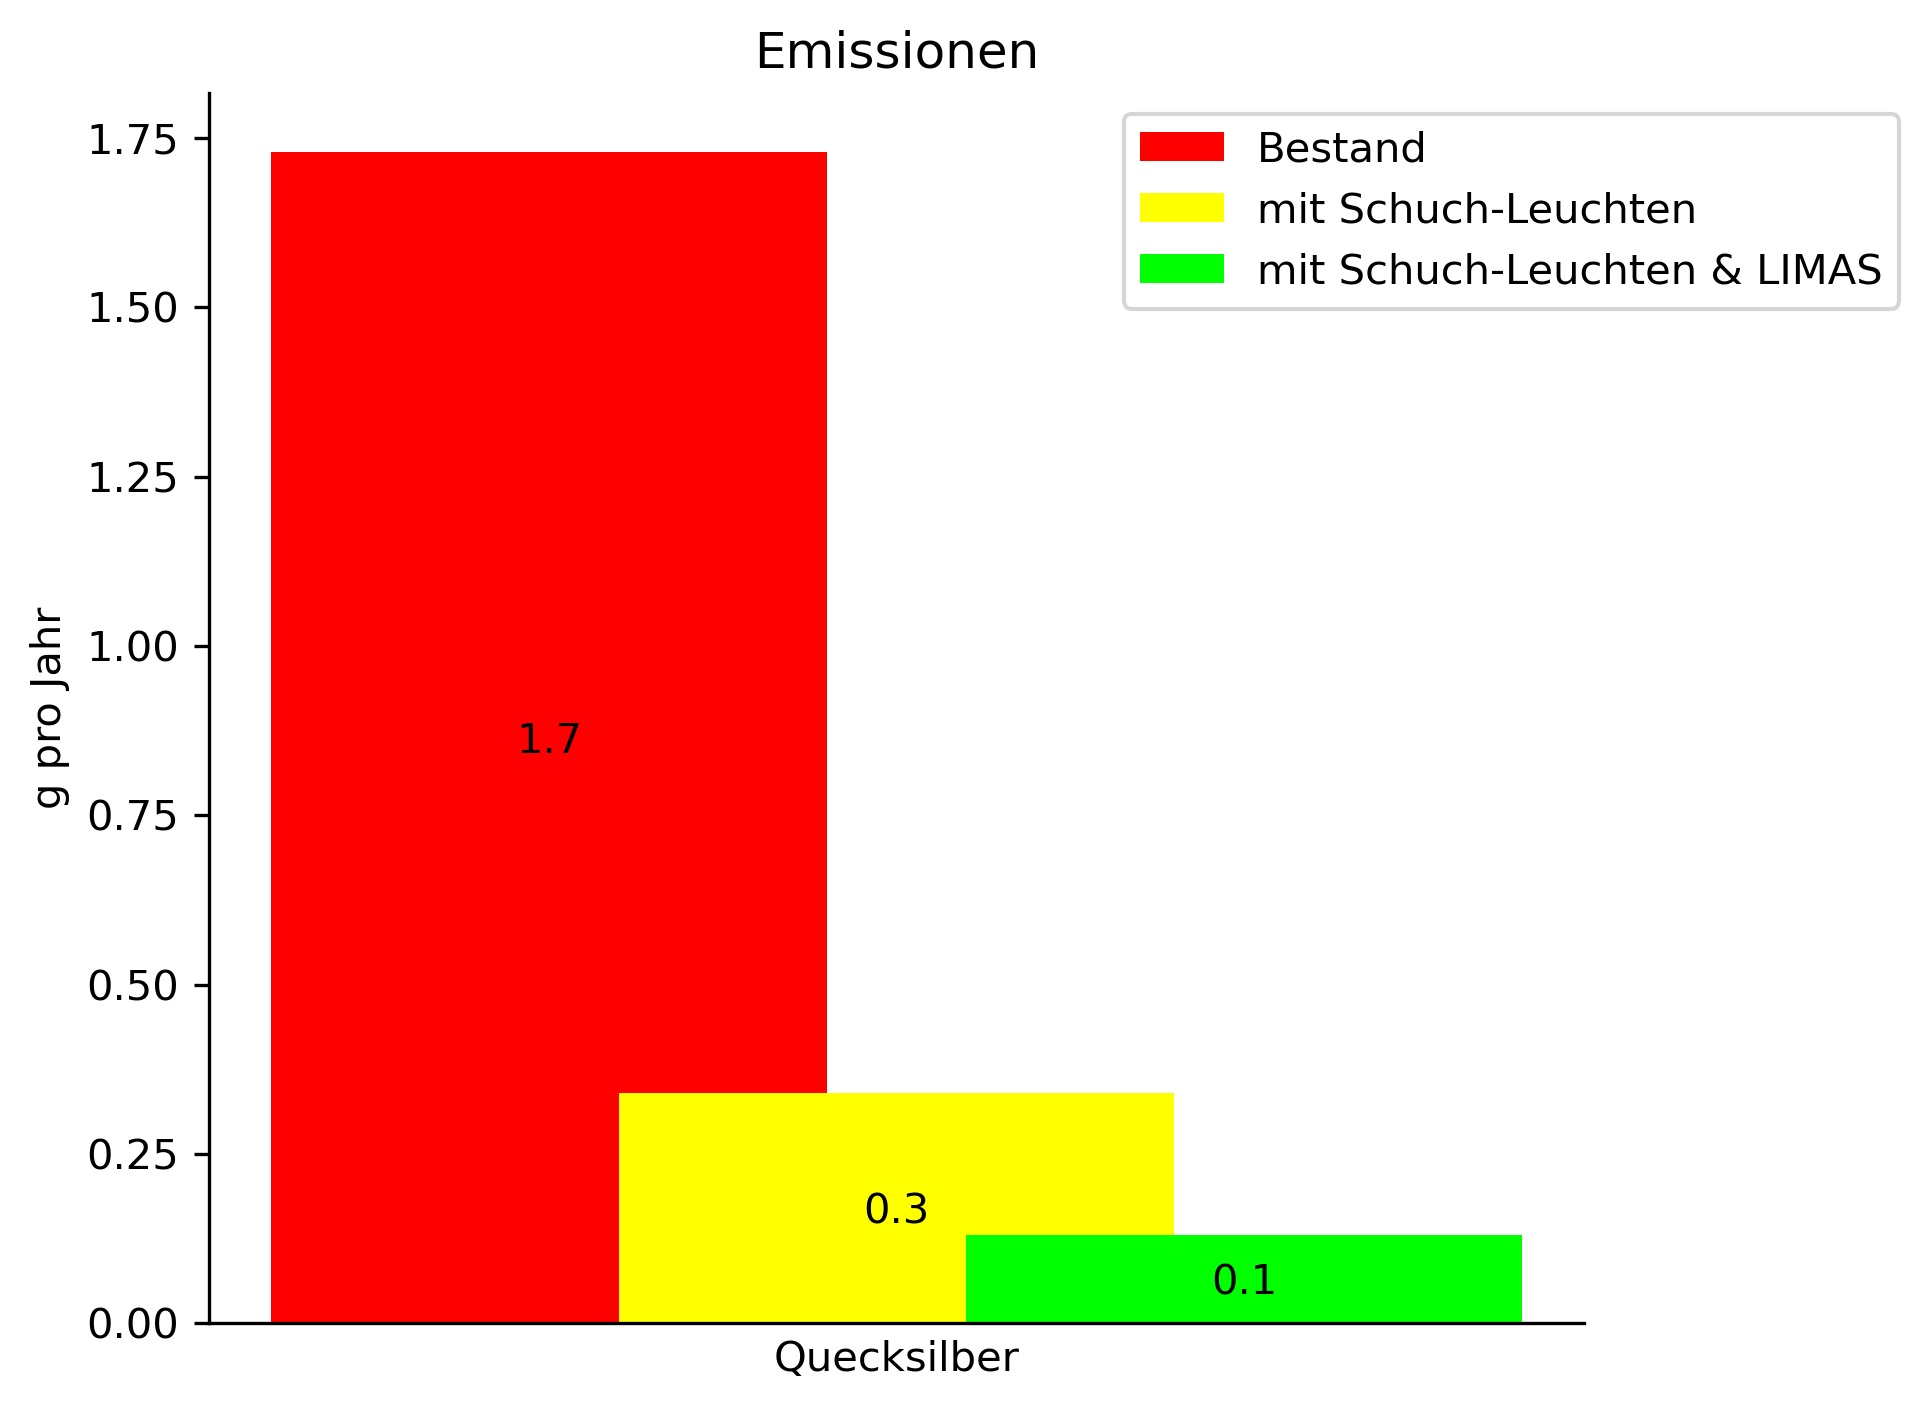 Emissionen
Bestand
mit Schuch-Leuchten
mit Schuch-Leuchten & LIMAS
g pro Jahr
1.75
1.50
1.25
1.00
0.75
0.50
0.25
0.00
1.7
0.3
0.1
Quecksilber